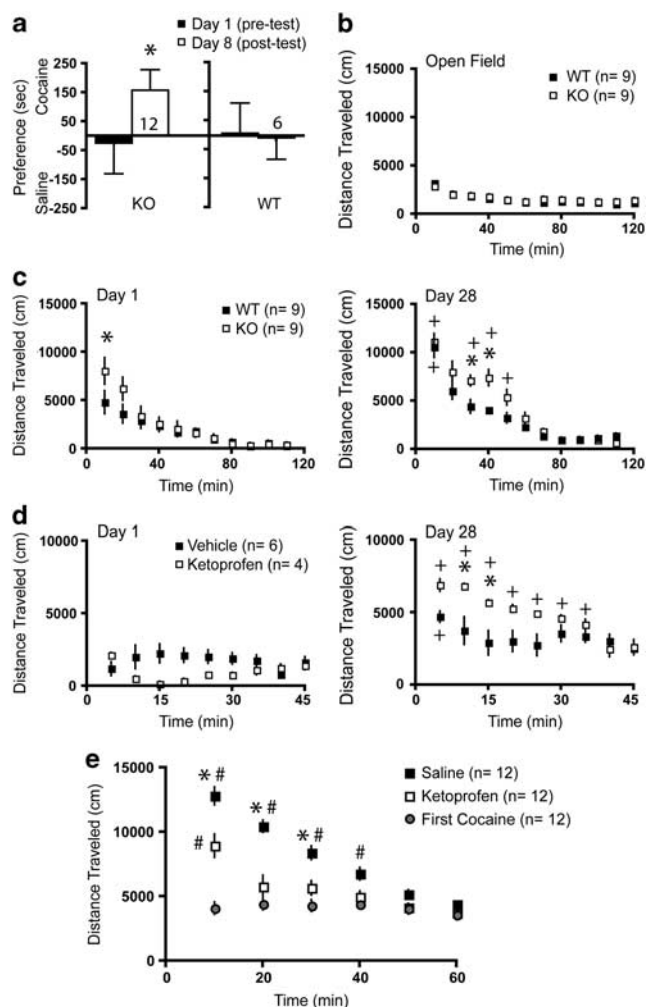 a
■ Day 1 (pre-test)
□ Day 8 (post-test)
Preference (sec)
Saline Cocaine
250
150
50
-50
-150
-250
*
12
6
KO
WT
b
Open Field
■ WT (n= 9)
□ KO (n= 9)
Distance Traveled (cm)
15000
10000
5000
0
0 40 80 120
Time (min)
c
Day 1
■ WT (n= 9)
□ KO (n= 9)
Distance Traveled (cm)
15000
10000
5000
0
*
0 40 80 120
Time (min)
Day 28
Distance Traveled (cm)
15000
10000
5000
0
+ + +
* * +
+
0 40 80 120
Time (min)
d
Day 1
■ Vehicle (n= 6)
□ Ketoprofen (n= 4)
Distance Traveled (cm)
10000
5000
0
0 15 30 45
Time (min)
Day 28
Distance Traveled (cm)
10000
5000
0
+ + + + + + +
* *
+
0 15 30 45
Time (min)
e
■ Saline (n= 12)
□ Ketoprofen (n= 12)
● First Cocaine (n= 12)
Distance Traveled (cm)
15000
10000
5000
0
* #
* #
* #
#
#
0 20 40 60
Time (min)